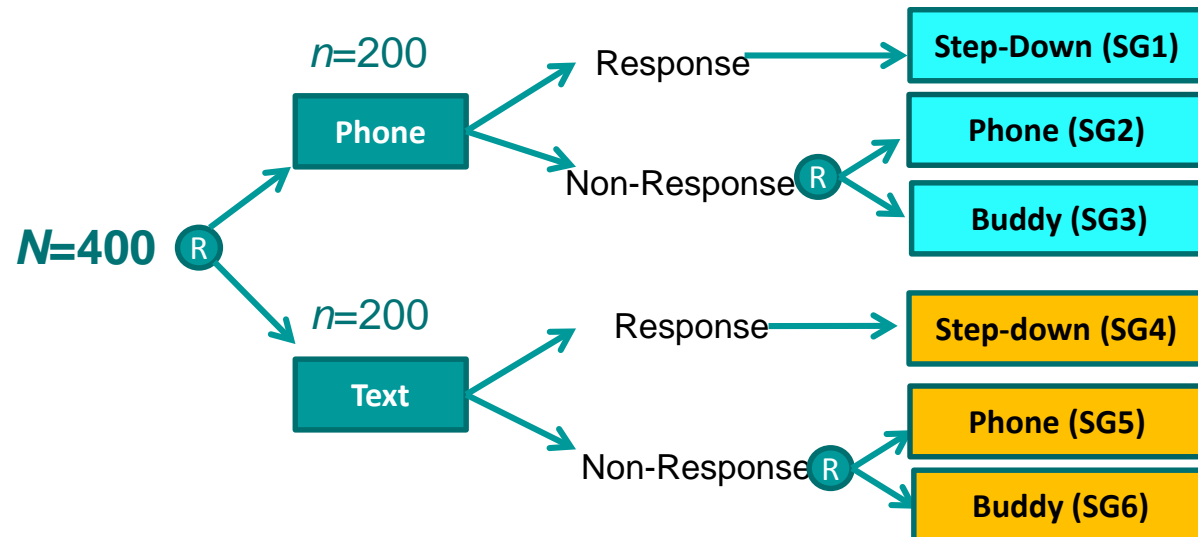 n=200
Phone
Response
Step-Down (SG1)
Non-Response
R
Phone (SG2)
Buddy (SG3)
N=400
R
n=200
Text
Response
Step-down (SG4)
Non-Response
R
Phone (SG5)
Buddy (SG6)